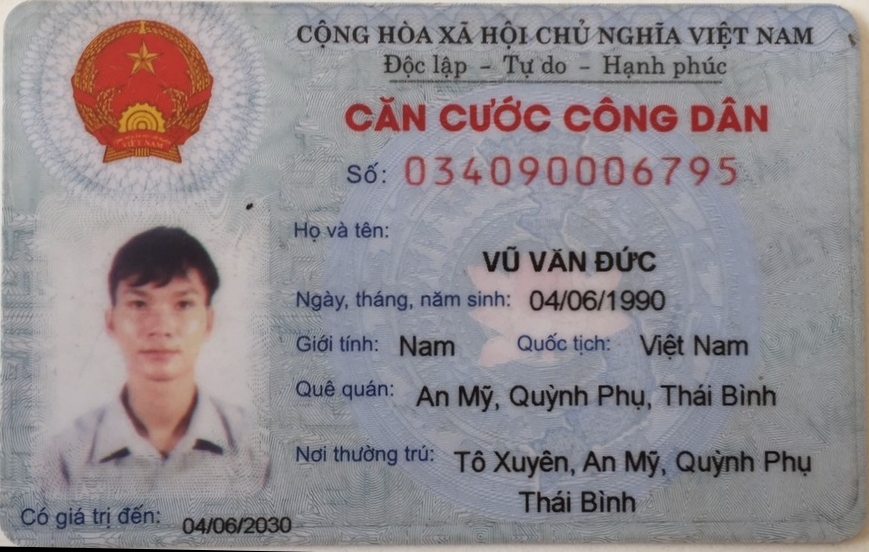 CỘNG HÒA XÃ HỘI CHỦ NGHĨA VIỆT NAM
Độc lập - Tự do - Hạnh phúc
CĂN CƯỚC CÔNG DÂN
Số: 034090006795
Họ và tên:
VŨ VĂN ĐỨC
Ngày, tháng, năm sinh: 04/06/1990
Giới tính: Nam Quốc tịch: Việt Nam
Quê quán: An Mỹ, Quỳnh Phụ, Thái Bình
Nơi thường trú: Tô Xuyên, An Mỹ, Quỳnh Phụ
Thái Bình
Có giá trị đến: 04/06/2030
VIỆT NAM